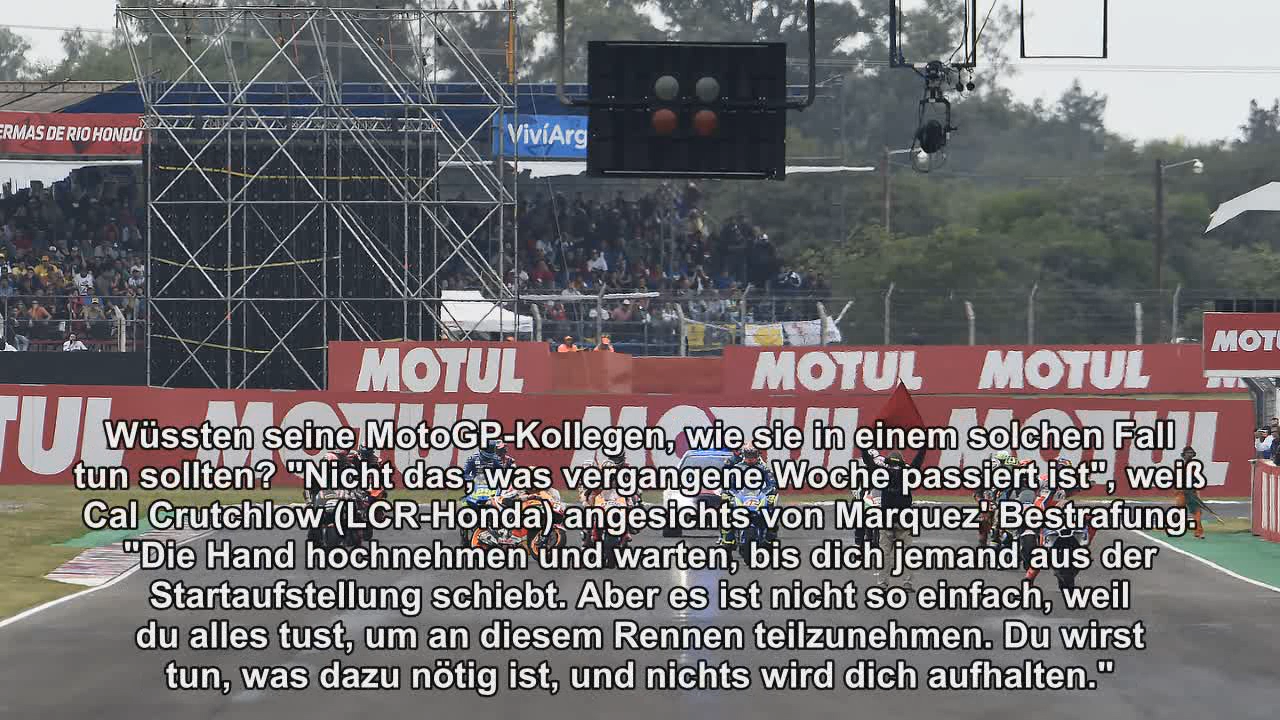 ERMAS DE RIO HONDO
ViviArg
MOTUL
MOTUL
MOTUL
MOT
UL
MOTUL
MOTUL
MOTUL
Wüssten seine MotoGP-Kollegen, wie sie in einem solchen Fall
tun sollten? "Nicht das, was vergangene Woche passiert ist", weiß
Cal Crutchlow (LCR-Honda) angesichts von Marquez' Bestrafung.
"Die Hand hochnehmen und warten, bis dich jemand aus der
Startaufstellung schiebt. Aber es ist nicht so einfach, weil
du alles tust, um an diesem Rennen teilzunehmen. Du wirst
tun, was dazu nötig ist, und nichts wird dich aufhalten."